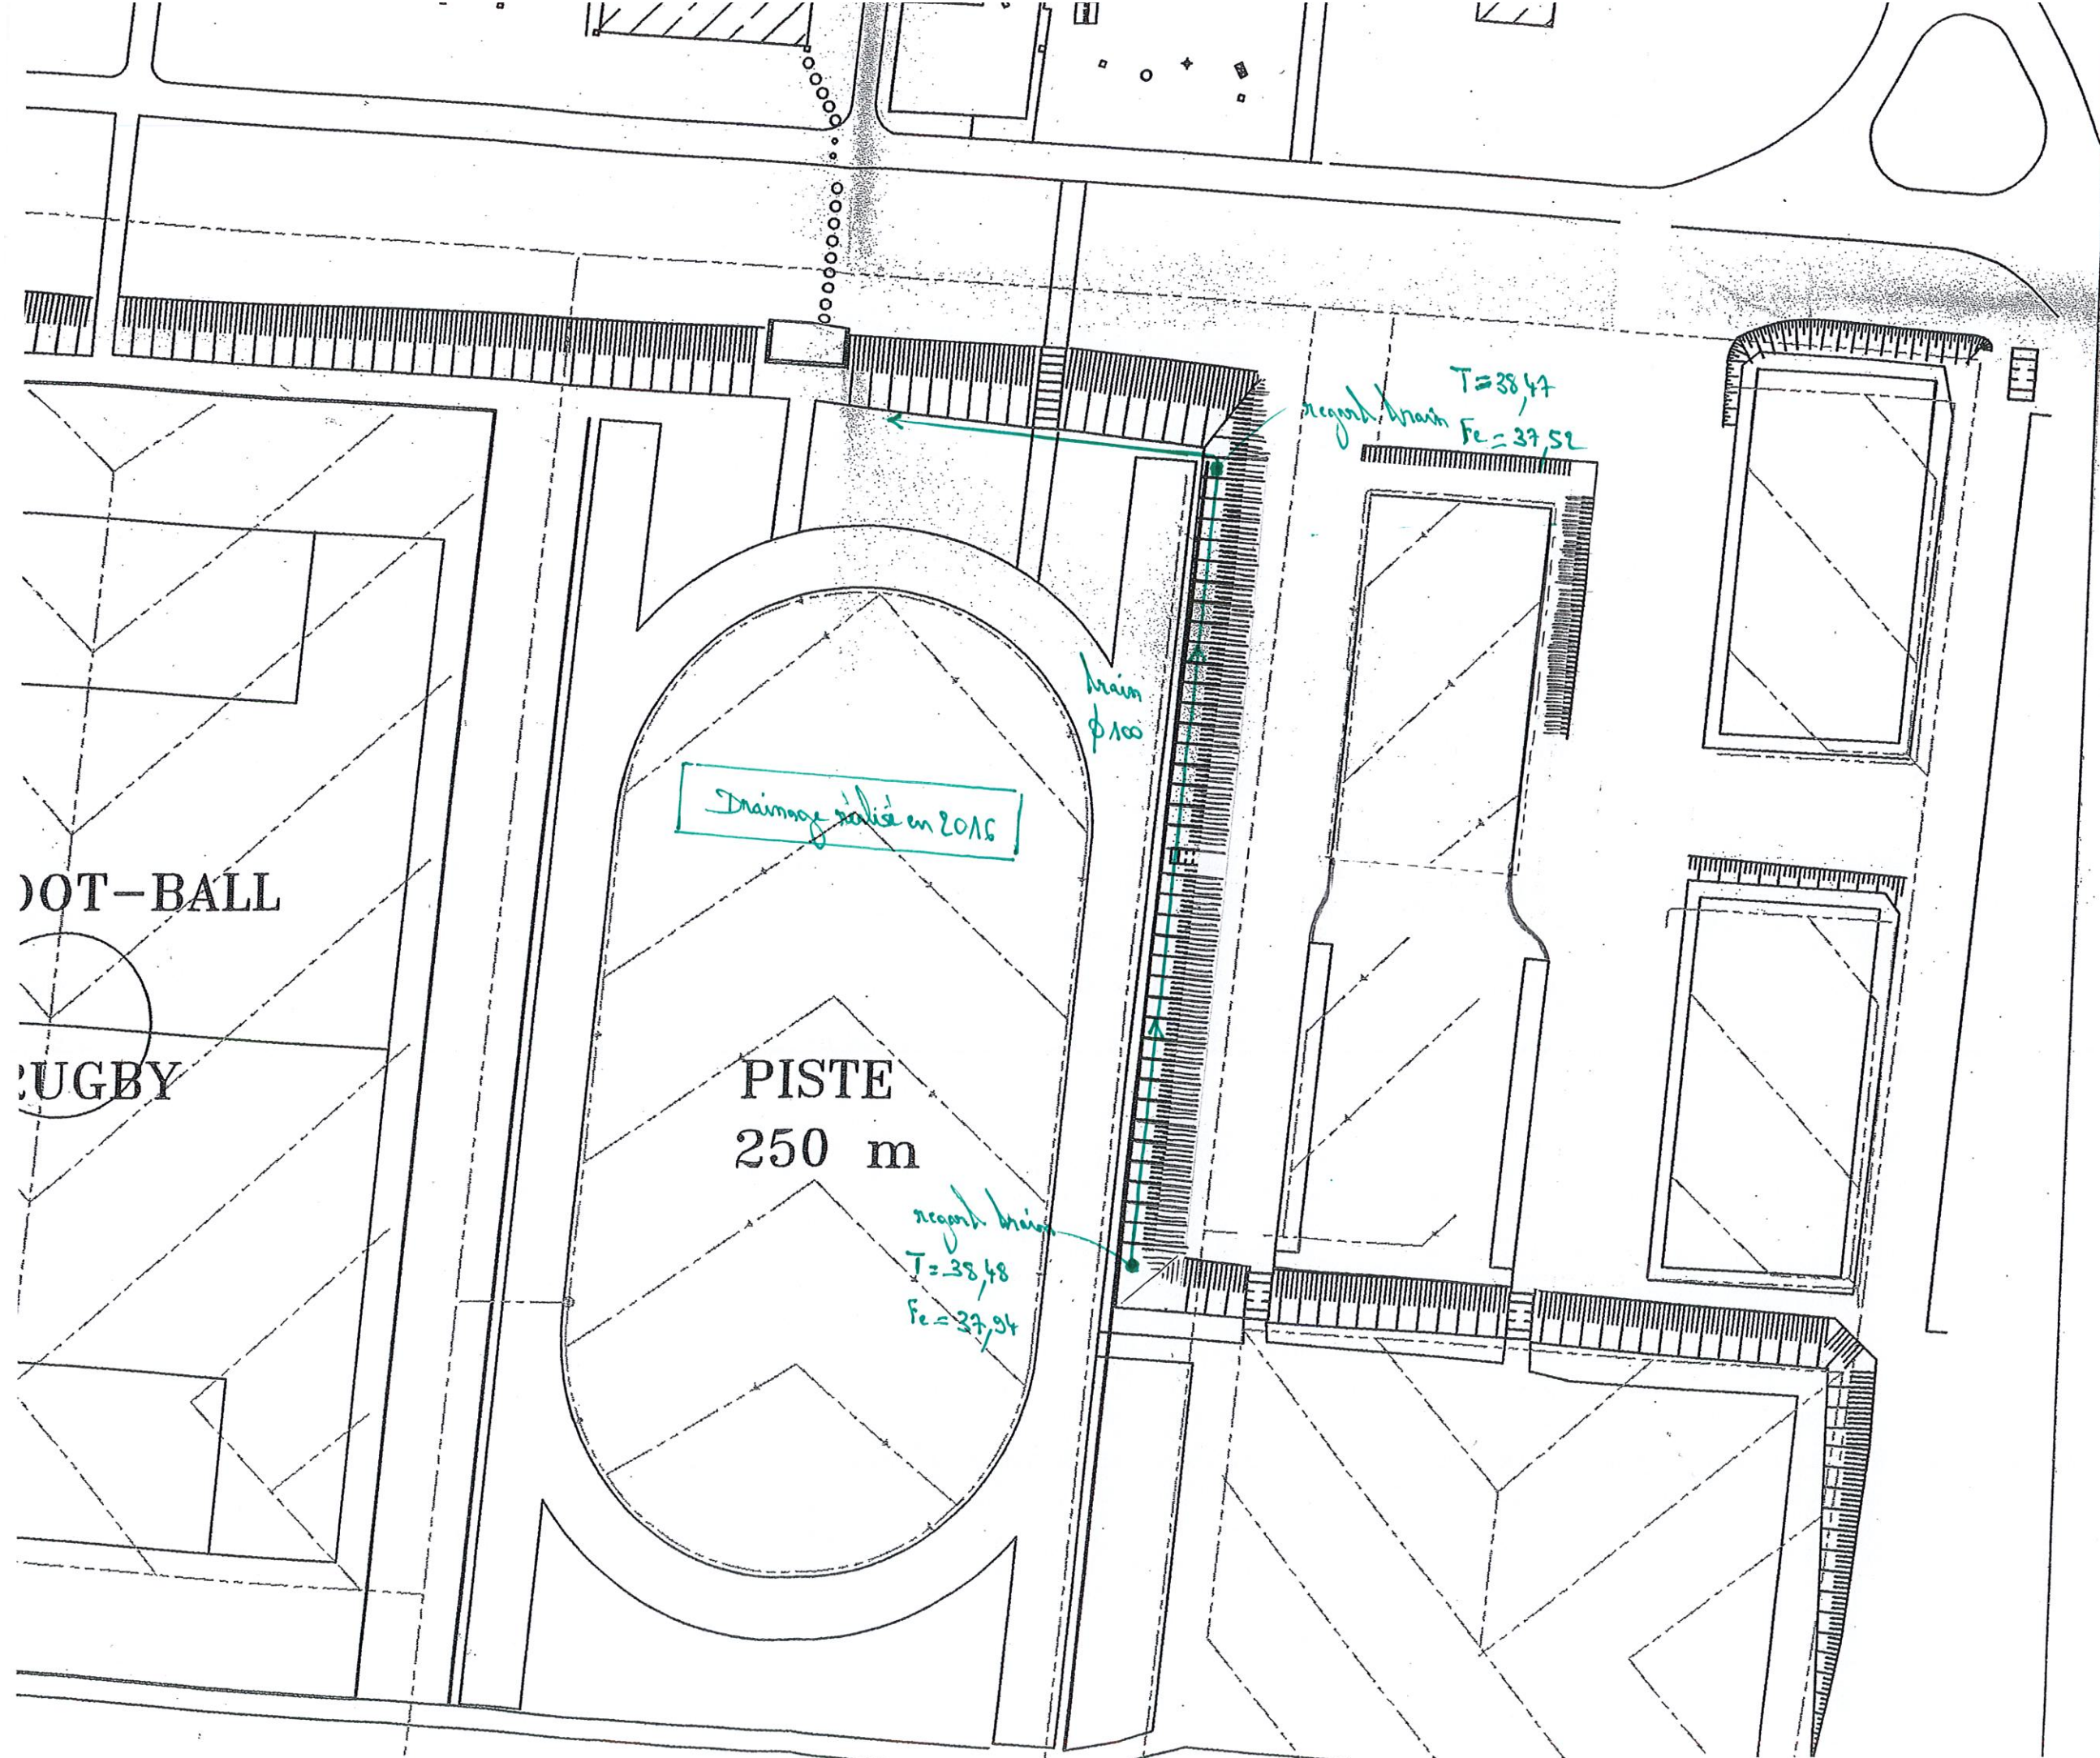 T=38,47
regard drain
Fe=37,52
drain
ϕ100
Drainage réalisé en 2016
OOT-BALL
RUGBY
PISTE
250 m
regard drain
T=38,48
Fe=37,94